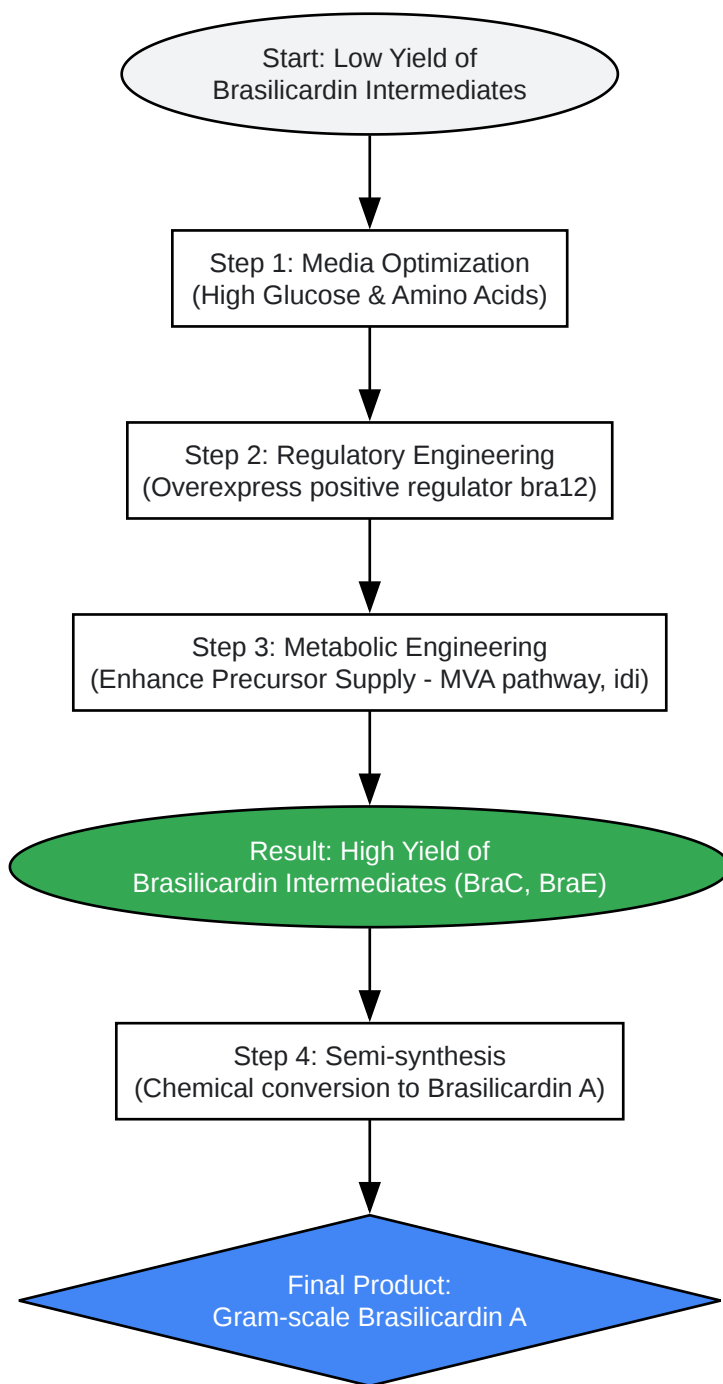 Start: Low Yield of
Brasilicardin Intermediates
Step 1: Media Optimization
(High Glucose & Amino Acids)
Step 2: Regulatory Engineering
(Overexpress positive regulator bra12)
Step 3: Metabolic Engineering
(Enhance Precursor Supply - MVA pathway, idi)
Result: High Yield of
Brasilicardin Intermediates (BraC, BraE)
Step 4: Semi-synthesis
(Chemical conversion to Brasilicardin A)
Final Product:
Gram-scale Brasilicardin A